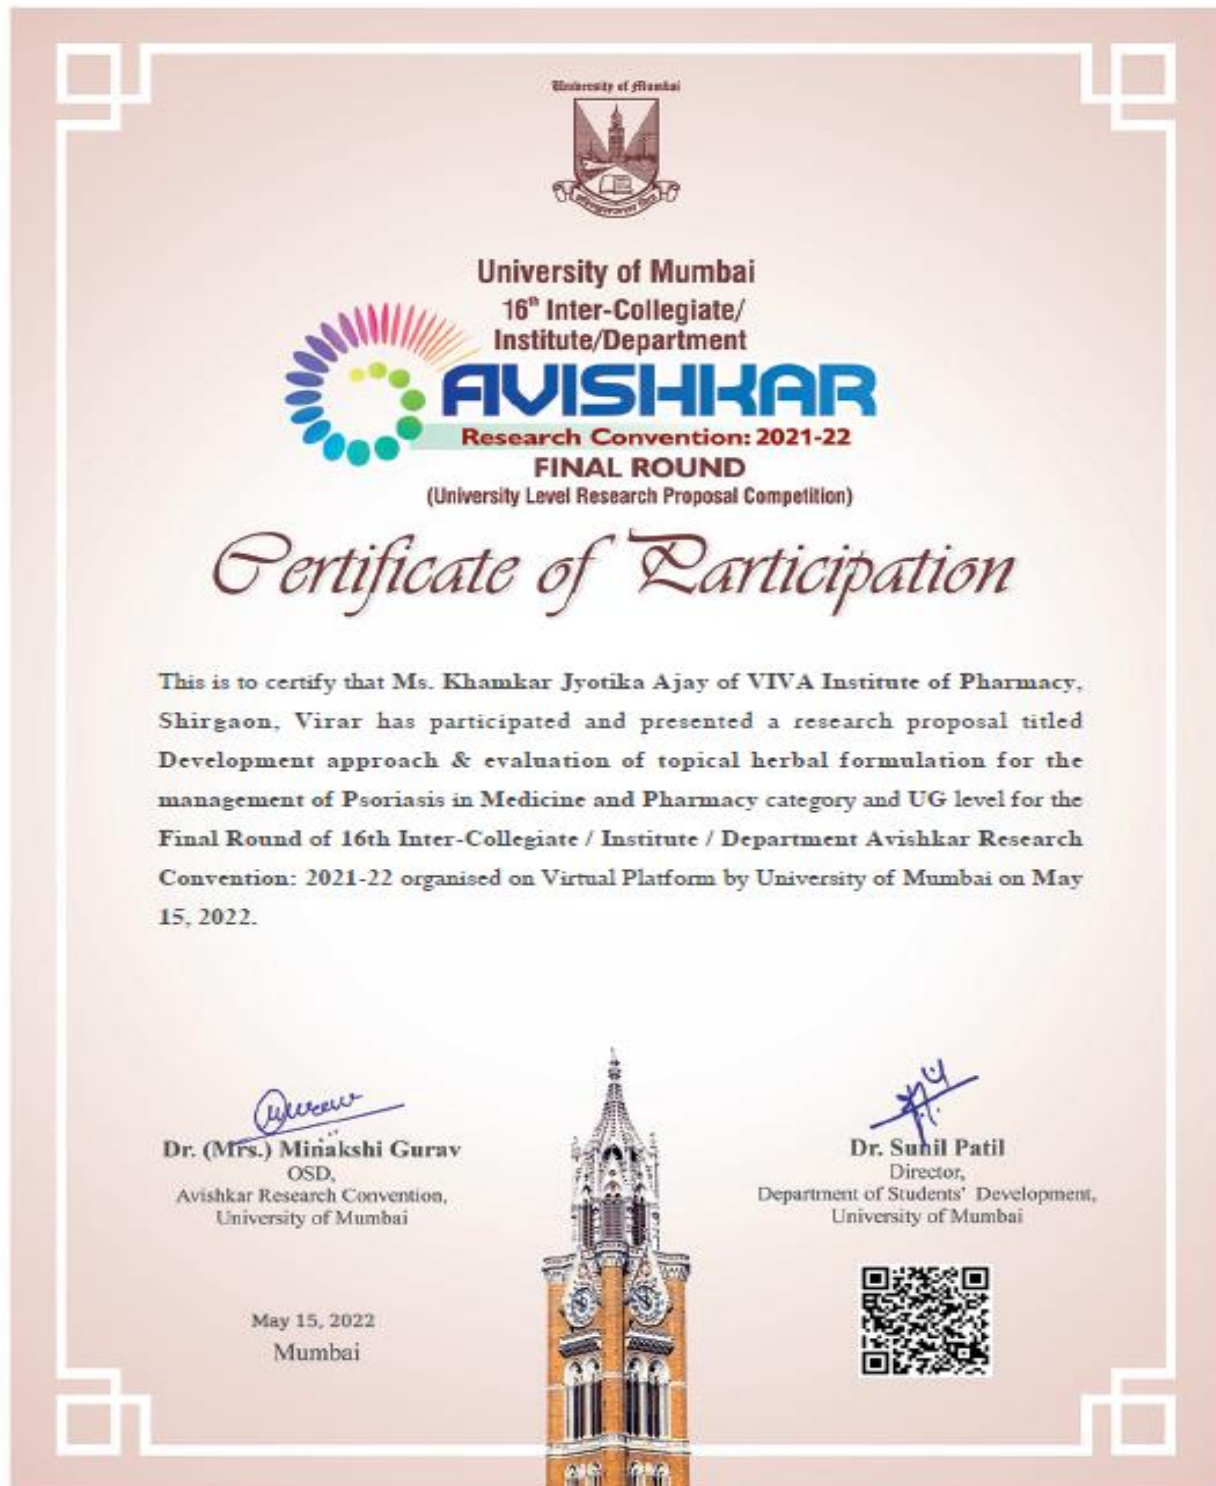 University of Mumbai
University of Mumbai
16th Inter-Collegiate/
Institute/Department
AVISHKAR
Research Convention: 2021-22
FINAL ROUND
(University Level Research Proposal Competition)
Certificate of Participation
This is to certify that Ms. Khamkar Jyotika Ajay of VIVA Institute of Pharmacy,
Shirgaon, Virar has participated and presented a research proposal titled
Development approach & evaluation of topical herbal formulation for the
management of Psoriasis in Medicine and Pharmacy category and UG level for the
Final Round of 16th Inter-Collegiate / Institute / Department Avishkar Research
Convention: 2021-22 organised on Virtual Platform by University of Mumbai on May
15, 2022.
Dr. (Mrs.) Minakshi Gurav
OSD,
Avishkar Research Convention,
University of Mumbai
Dr. Sunil Patil
Director,
Department of Students' Development,
University of Mumbai
May 15, 2022
Mumbai